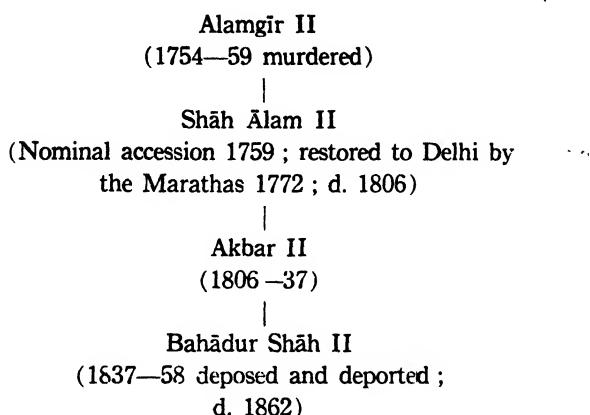 Alamgīr II
(1754—59 murdered)
Shāh Ālam II
(Nominal accession 1759 ; restored to Delhi by
the Marathas 1772 ; d. 1806)
Akbar II
(1806—37)
Bahādur Shāh II
(1837—58 deposed and deported ;
d. 1862)